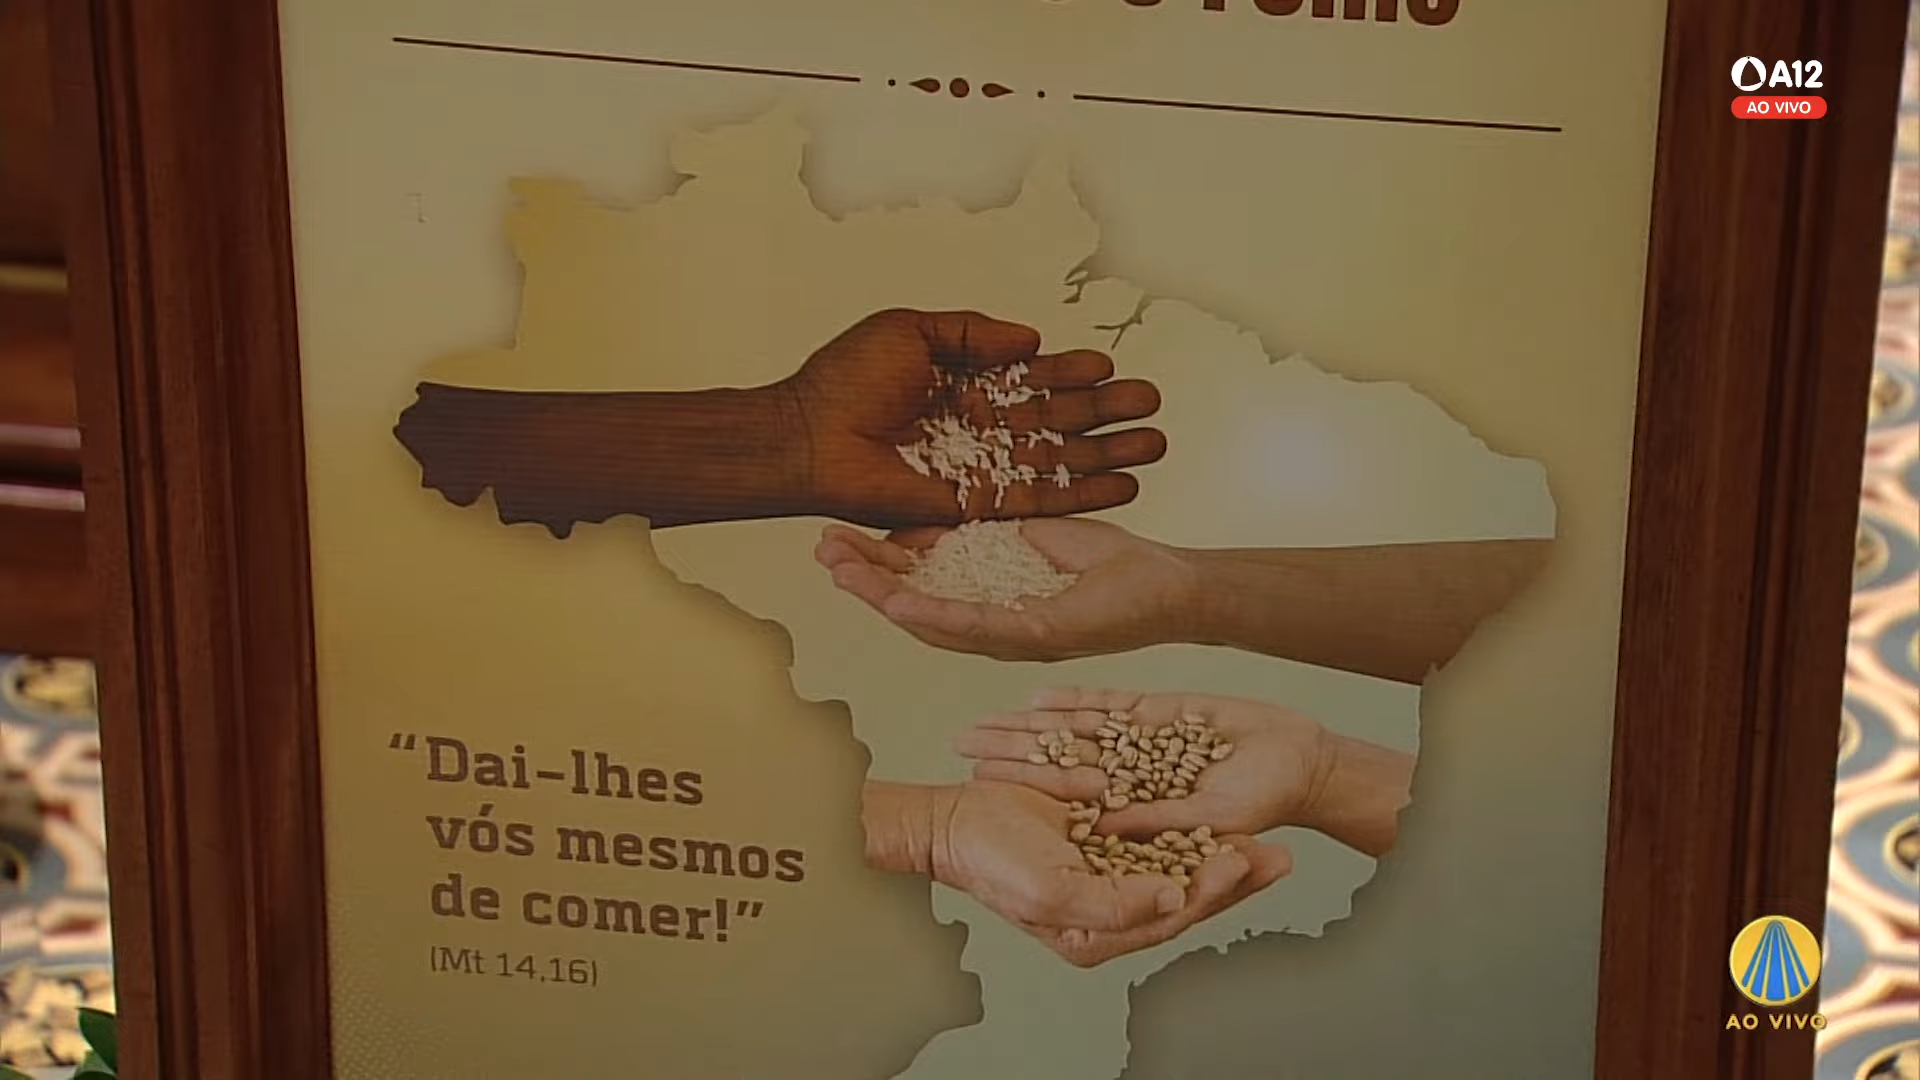 A12
AO VIVO
“Dai-lhes
vós mesmos
de comer!”
(Mt 14,16)
AO VIVO